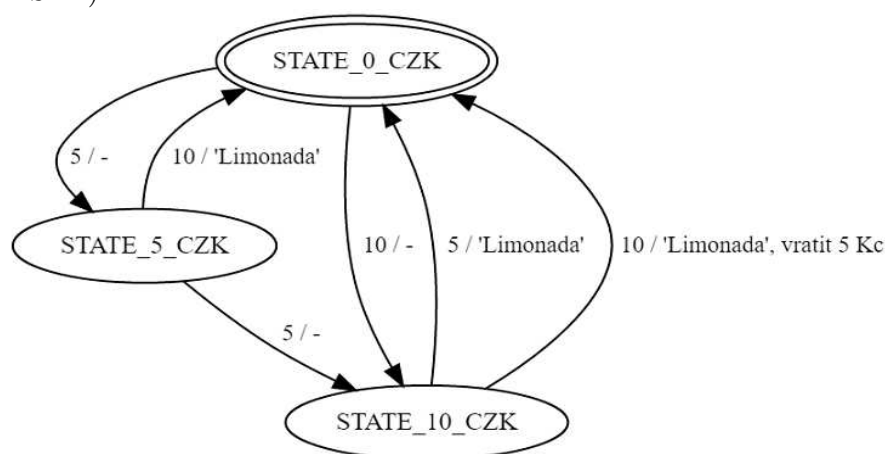 STATE_0_CZK
5 / -
10 / 'Limonada'
STATE_5_CZK
10 / -
5 / 'Limonada'
10 / 'Limonada', vratit 5 Kc
5 / -
STATE_10_CZK